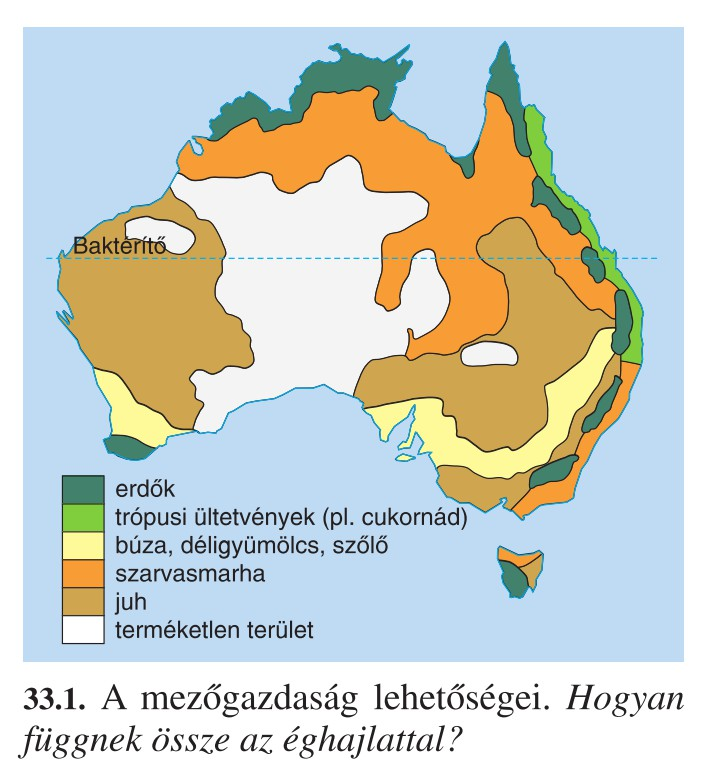 Baktérítő
erdők
trópusi ültetvények (pl. cukornád)
búza, déligyümölcs, szőlő
szarvasmarha
juh
terméketlen terület
33.1. A mezőgazdaság lehetőségei. Hogyan
függnek össze az éghajlattal?